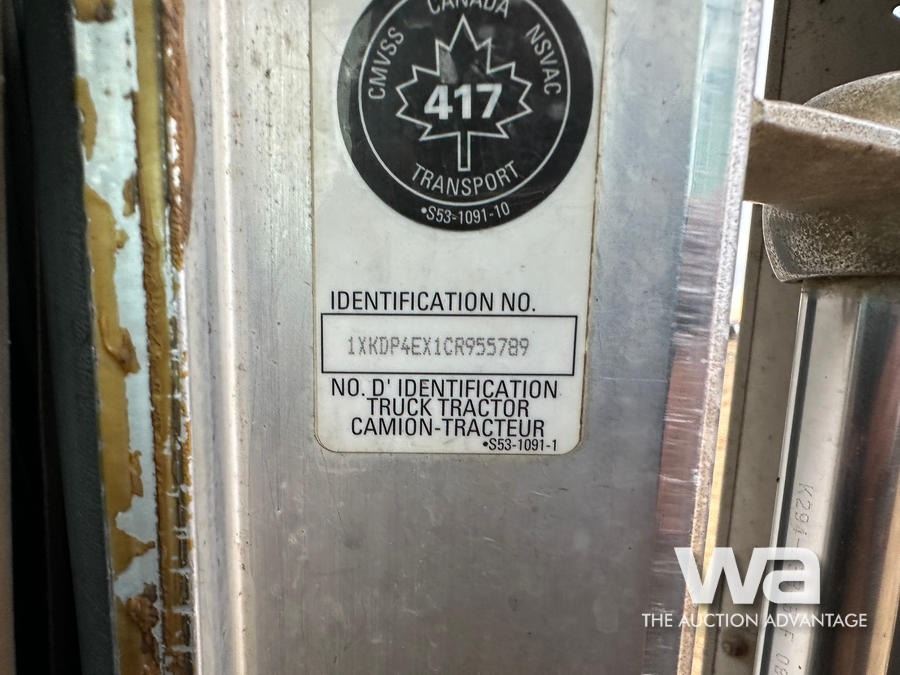 CANADA
CMVSS
NSVAC
417
TRANSPORT
•S53-1091-10
IDENTIFICATION NO.
1XKDP4EX1CR955789
NO. D' IDENTIFICATION
TRUCK TRACTOR
CAMION-TRACTEUR
•S53-1091-1
wa
THE AUCTION ADVANTAGE